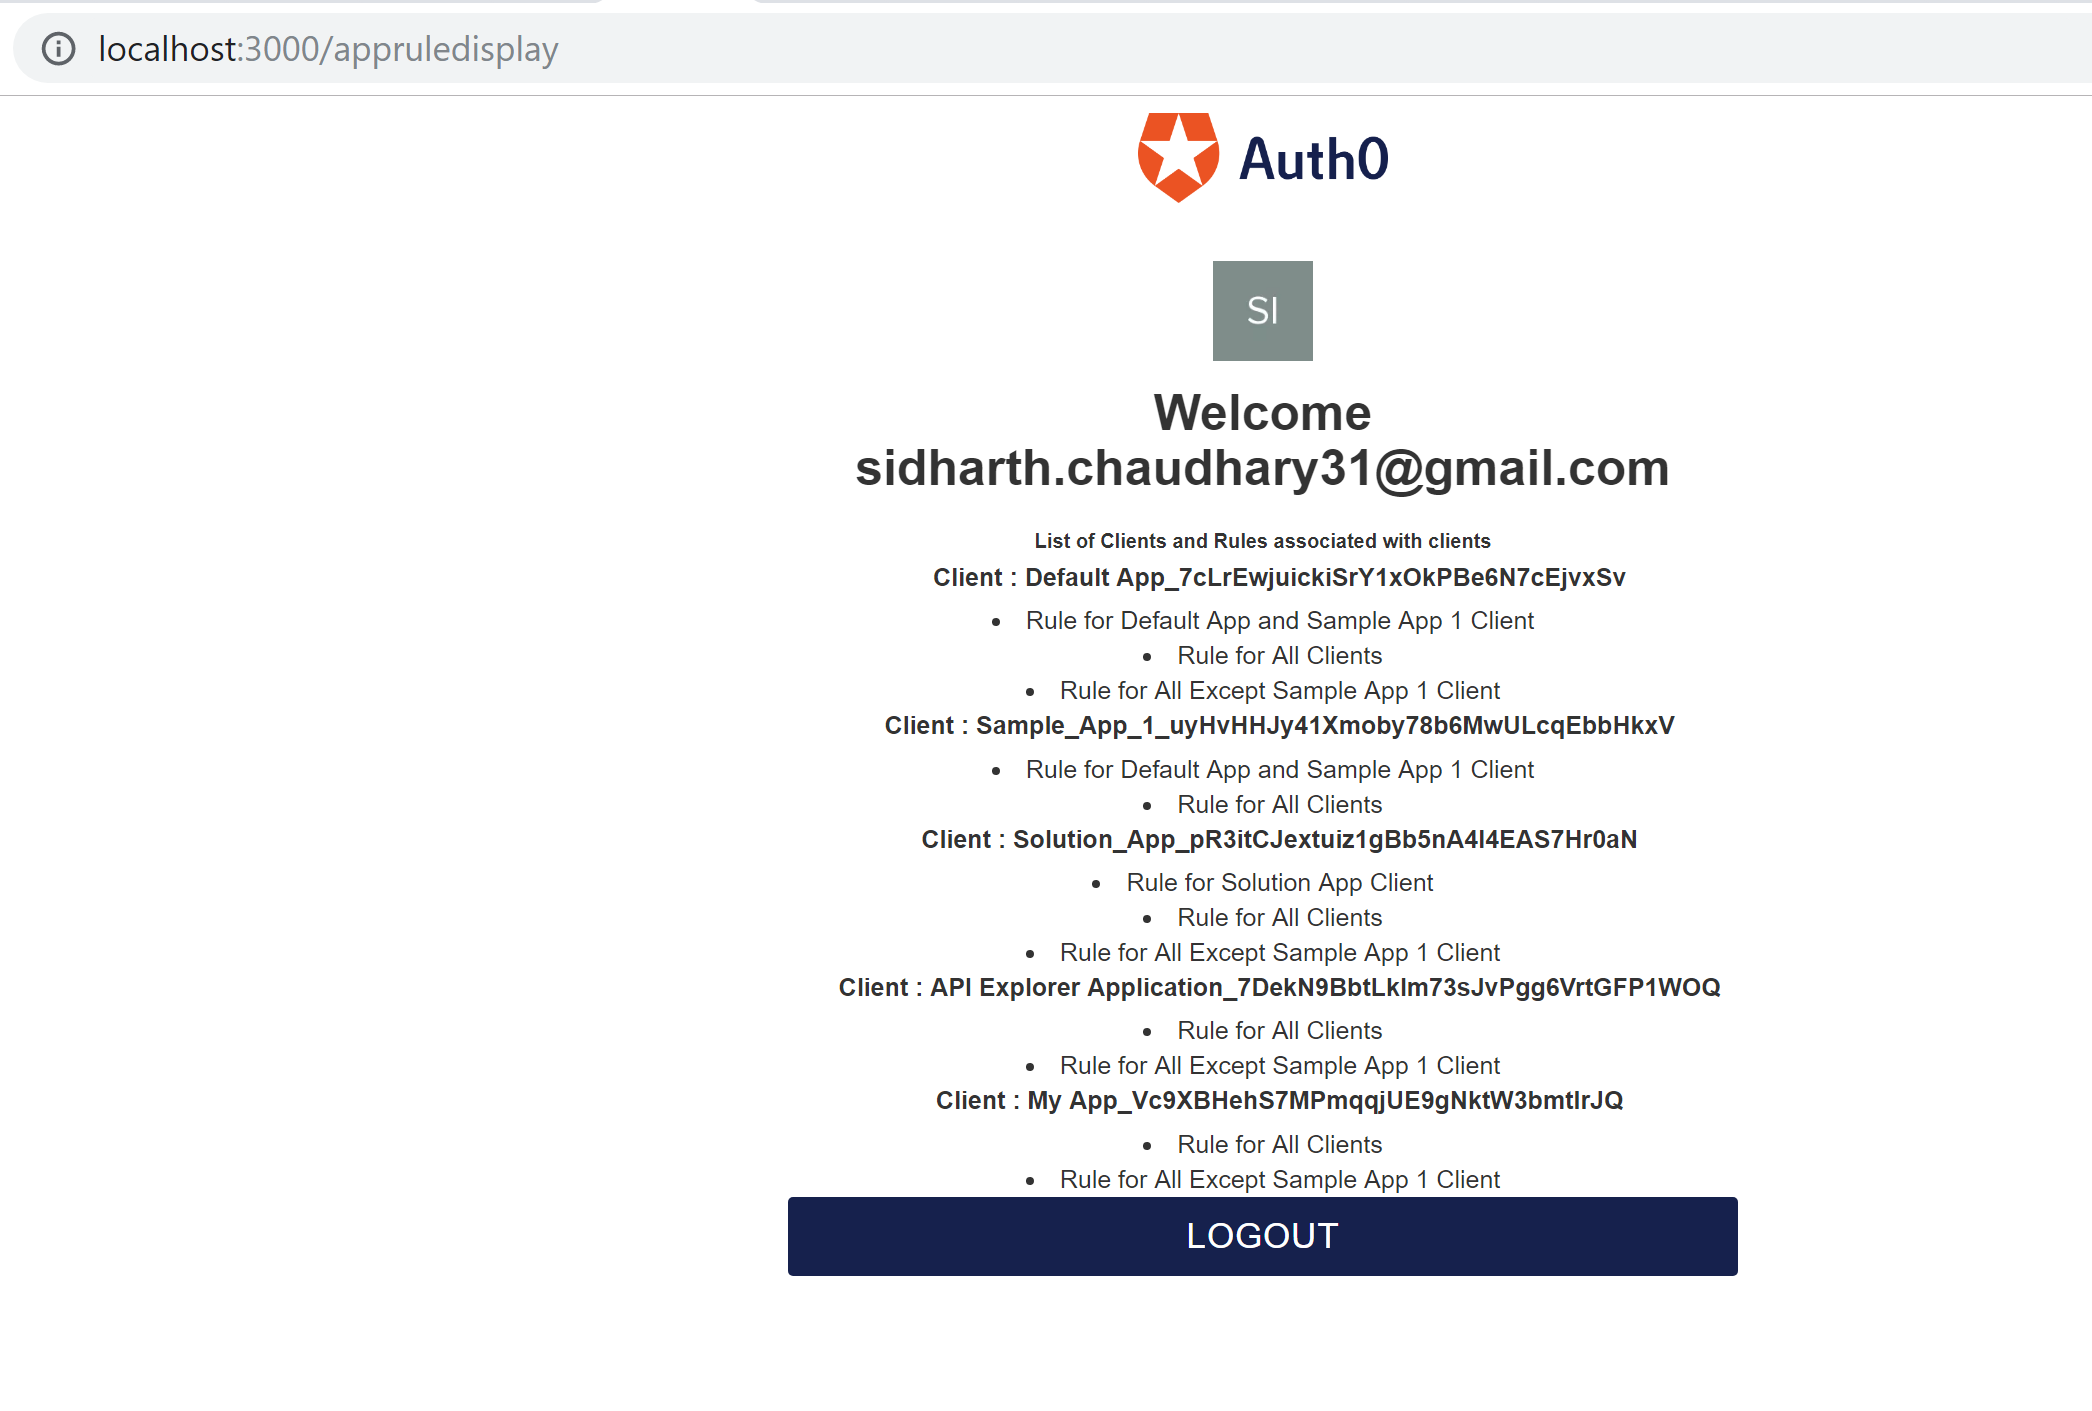 localhost:3000/appruledisplay
Auth0
SI
Welcome
sidharth.chaudhary31@gmail.com
List of Clients and Rules associated with clients
Client : Default App_7cLrEwjuickiSrY1xOkPBe6N7cEjvxSv
• Rule for Default App and Sample App 1 Client
• Rule for All Clients
• Rule for All Except Sample App 1 Client
Client : Sample_App_1_uyHvHHJy41Xmoby78b6MwULcqEbbHkxV
• Rule for Default App and Sample App 1 Client
• Rule for All Clients
Client : Solution_App_pR3itCJextuiz1gBb5nA4I4EAS7Hr0aN
• Rule for Solution App Client
• Rule for All Clients
• Rule for All Except Sample App 1 Client
Client : API Explorer Application_7DekN9BbtLkIm73sJvPgg6VrtGFP1WOQ
• Rule for All Clients
• Rule for All Except Sample App 1 Client
Client : My App_Vc9XBHehS7MPmqqjUE9gNktW3bmtIrJQ
• Rule for All Clients
• Rule for All Except Sample App 1 Client
LOGOUT